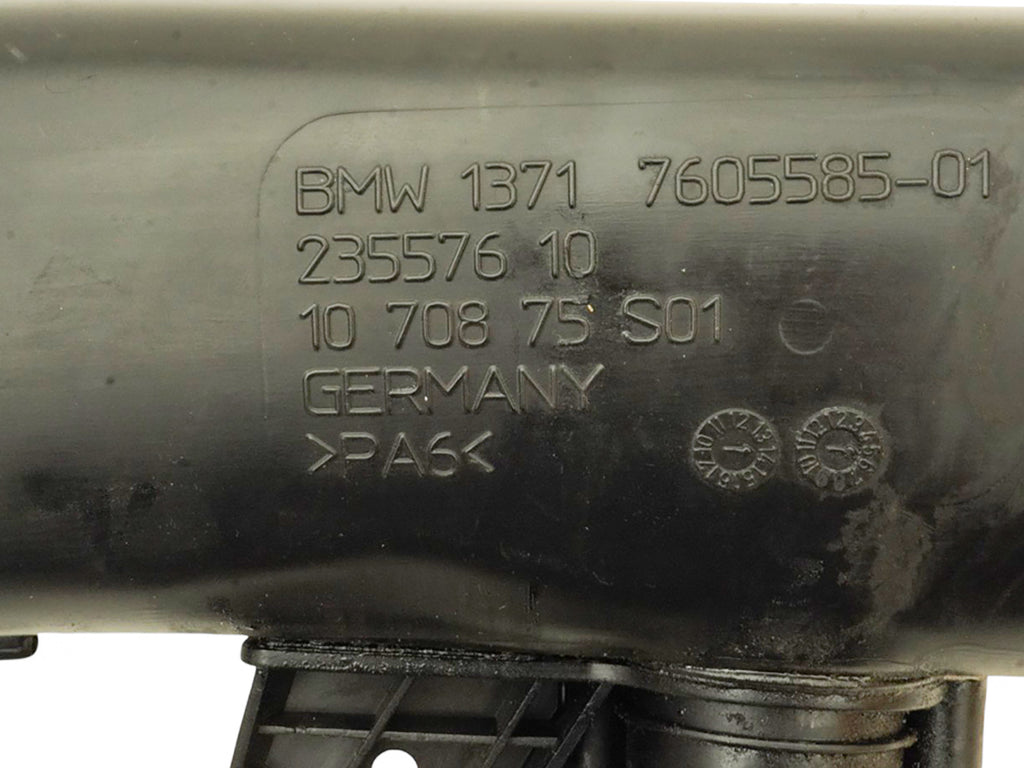 BMW 1371 7605585-01
235576 10
10 708 75 S01
GERMANY
>PA6<